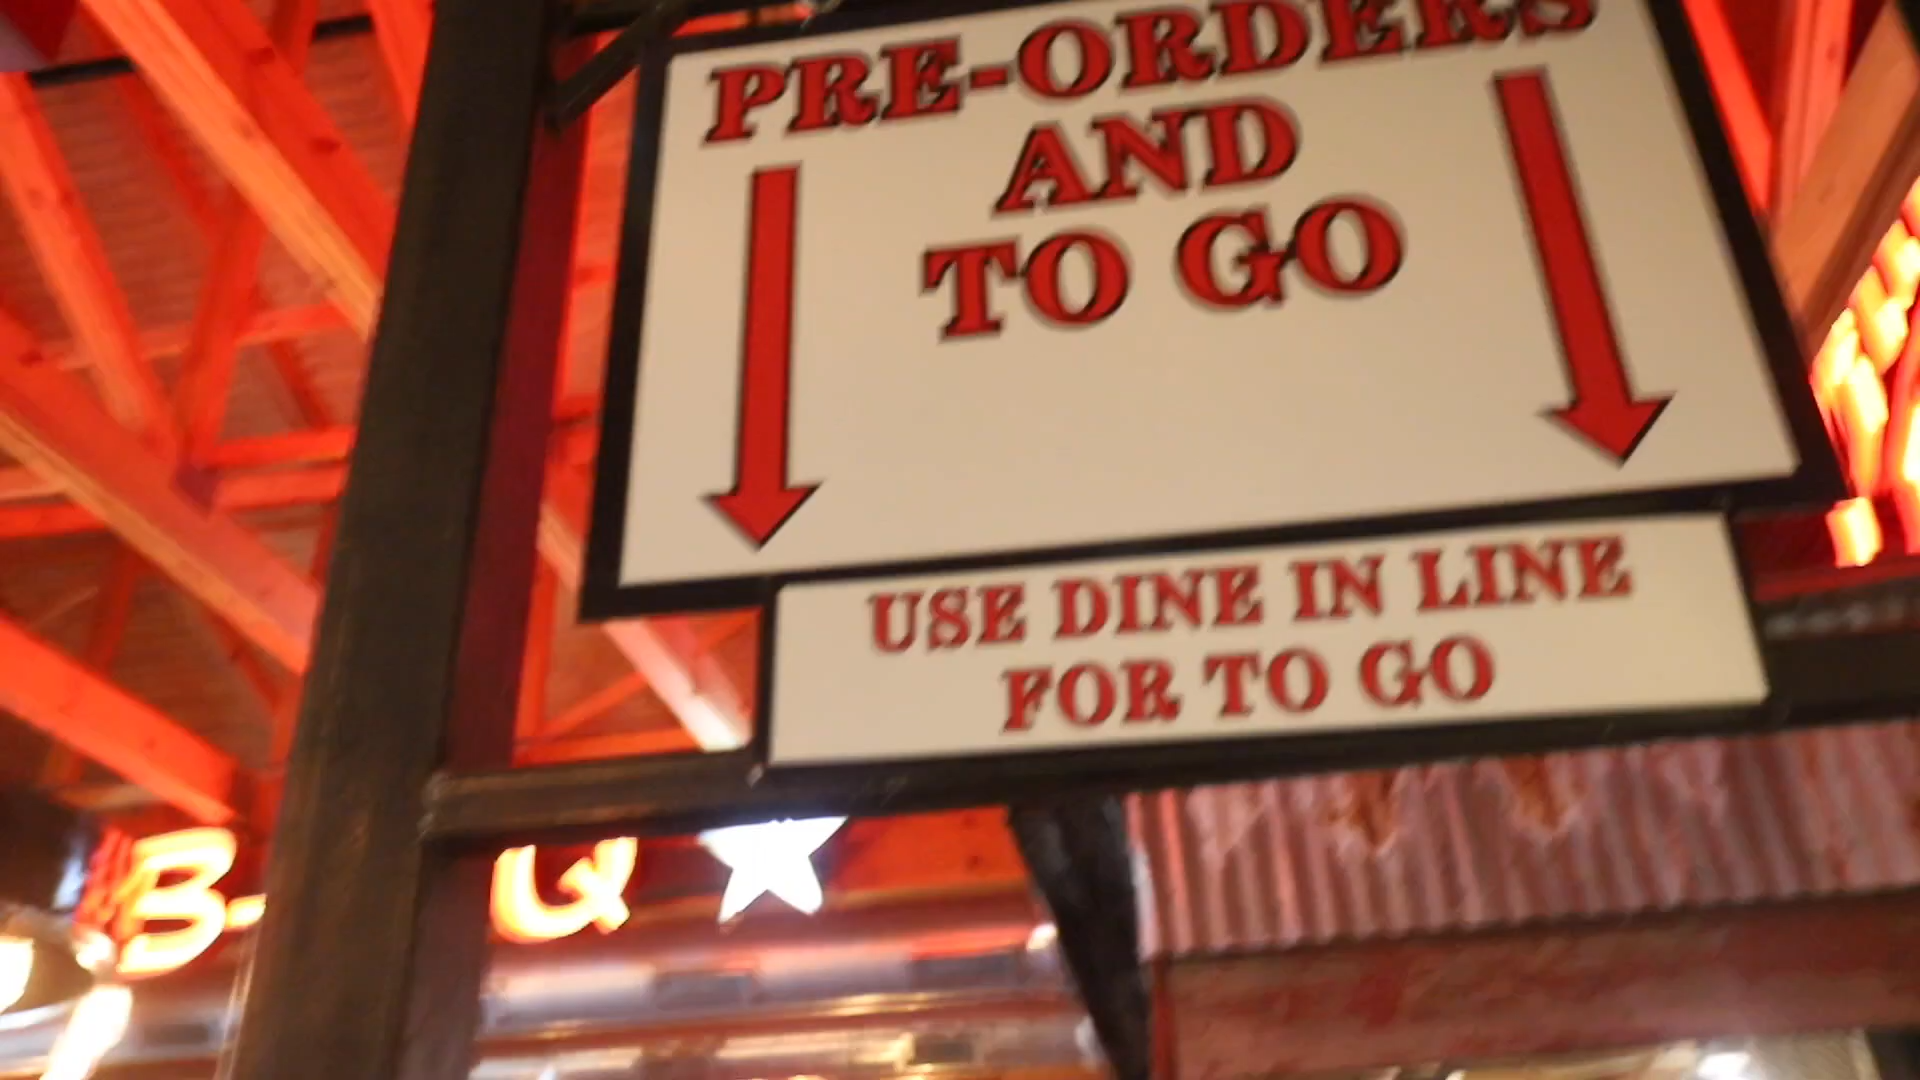 PRE-ORDERS
AND
TO GO
USE DINE IN LINE
FOR TO GO
B-
Q